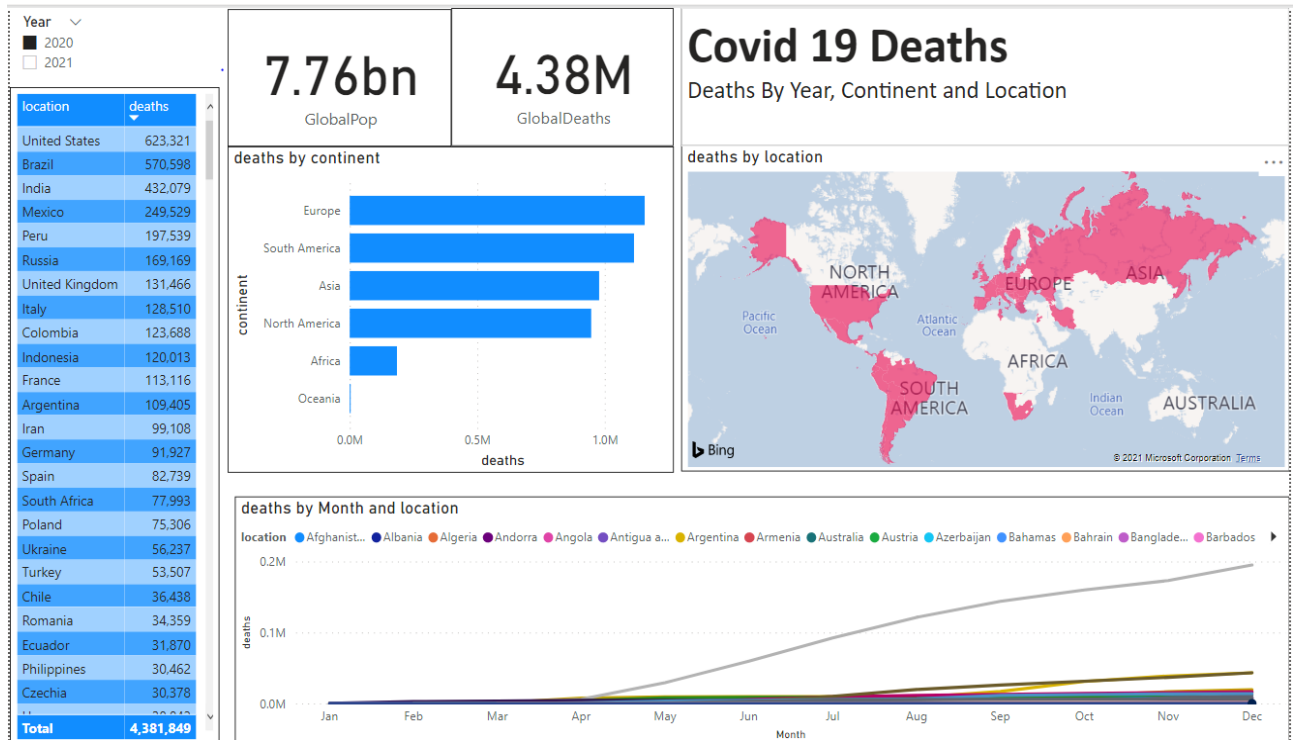 Year
2020
2021
location deaths
United States 623,321
Brazil 570,598
India 432,079
Mexico 249,529
Peru 197,539
Russia 169,169
United Kingdom 131,466
Italy 128,510
Colombia 123,688
Indonesia 120,013
France 113,116
Argentina 109,405
Iran 99,108
Germany 91,927
Spain 82,739
South Africa 77,993
Poland 75,306
Ukraine 56,237
Turkey 53,507
Chile 36,438
Romania 34,359
Ecuador 31,870
Philippines 30,462
Czechia 30,378
Total 4,381,849
7.76bn
GlobalPop
4.38M
GlobalDeaths
Covid 19 Deaths
Deaths By Year, Continent and Location
deaths by continent
continent
Europe
South America
Asia
North America
Africa
Oceania
0.0M 0.5M 1.0M
deaths
deaths by location
...
NORTH
AMERICA
EUROPE
ASIA
Pacific
Ocean
Atlantic
Ocean
AFRICA
SOUTH
AMERICA
Indian
Ocean
AUSTRALIA
Bing
© 2021 Microsoft Corporation Terms
deaths by Month and location
location Afghanist... Albania Algeria Andorra Angola Antigua a... Argentina Armenia Australia Austria Azerbaijan Bahamas Bahrain Banglade... Barbados
0.2M
0.1M
0.0M
deaths
Jan Feb Mar Apr May Jun Jul Aug Sep Oct Nov Dec
Month